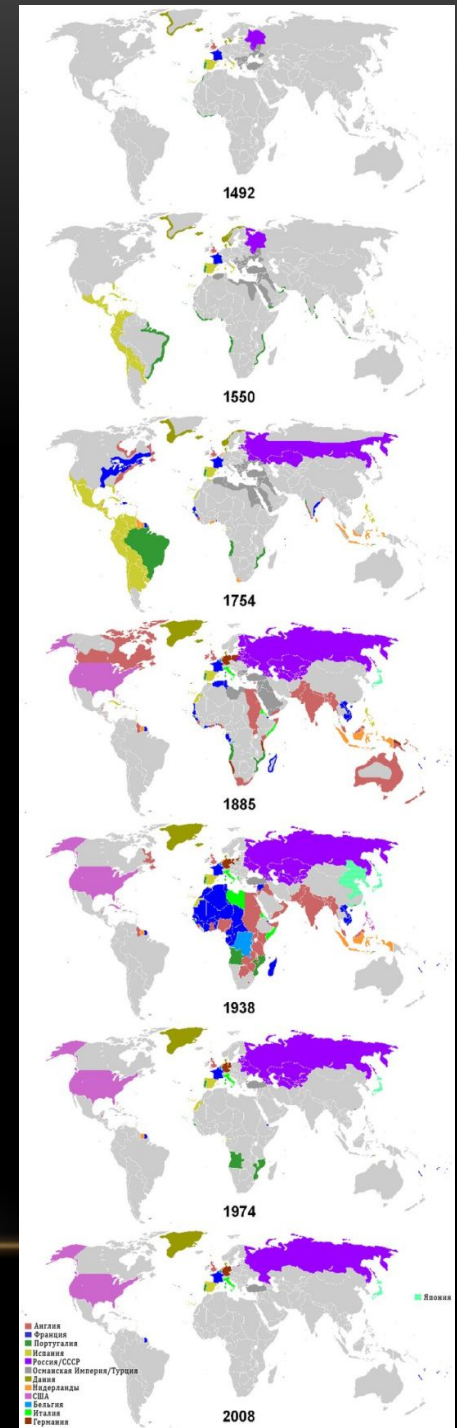 1492
1550
1754
1885
1938
1974
Япония
Англия
Франция
Португалия
Испания
Россия/СССР
Османская Империя/Турция
Дания
Нидерланды
США
Бельгия
Италия
Германия
2008